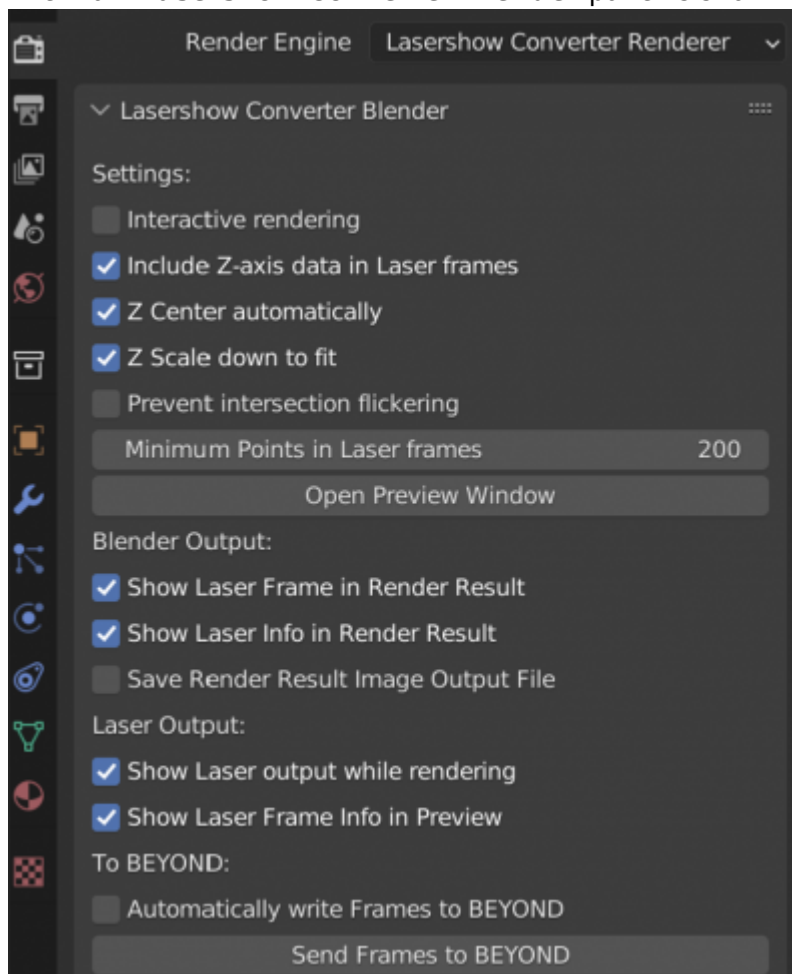 Render Engine Lasershow Converter Renderer
Lasershow Converter Blender
Settings:
Interactive rendering
Include Z-axis data in Laser frames
Z Center automatically
Z Scale down to fit
Prevent intersection flickering
Minimum Points in Laser frames 200
Open Preview Window
Blender Output:
Show Laser Frame in Render Result
Show Laser Info in Render Result
Save Render Result Image Output File
Laser Output:
Show Laser output while rendering
Show Laser Frame Info in Preview
To BEYOND:
Automatically write Frames to BEYOND
Send Frames to BEYOND